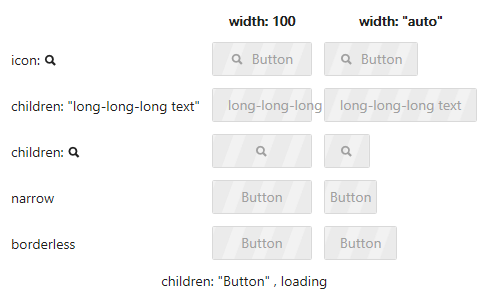 width: 100 width: "auto"
icon: Button Button
children: "long-long-long text" long-long-long long-long-long text
children:
narrow Button Button
borderless Button Button
children: "Button" , loading